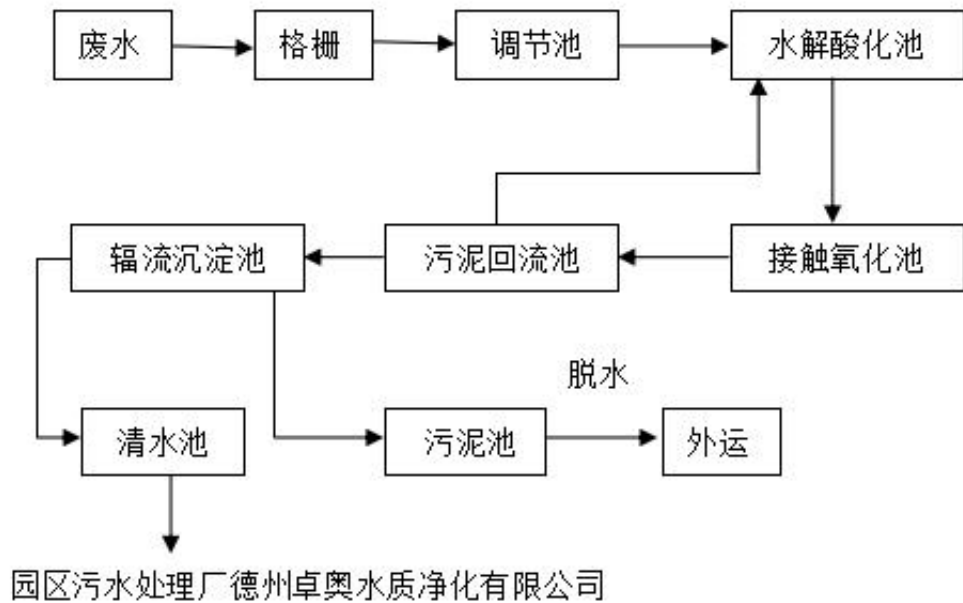 废水
格栅
调节池
水解酸化池
辐流沉淀池
污泥回流池
接触氧化池
脱水
清水池
污泥池
外运
园区污水处理厂德州卓奥水质净化有限公司